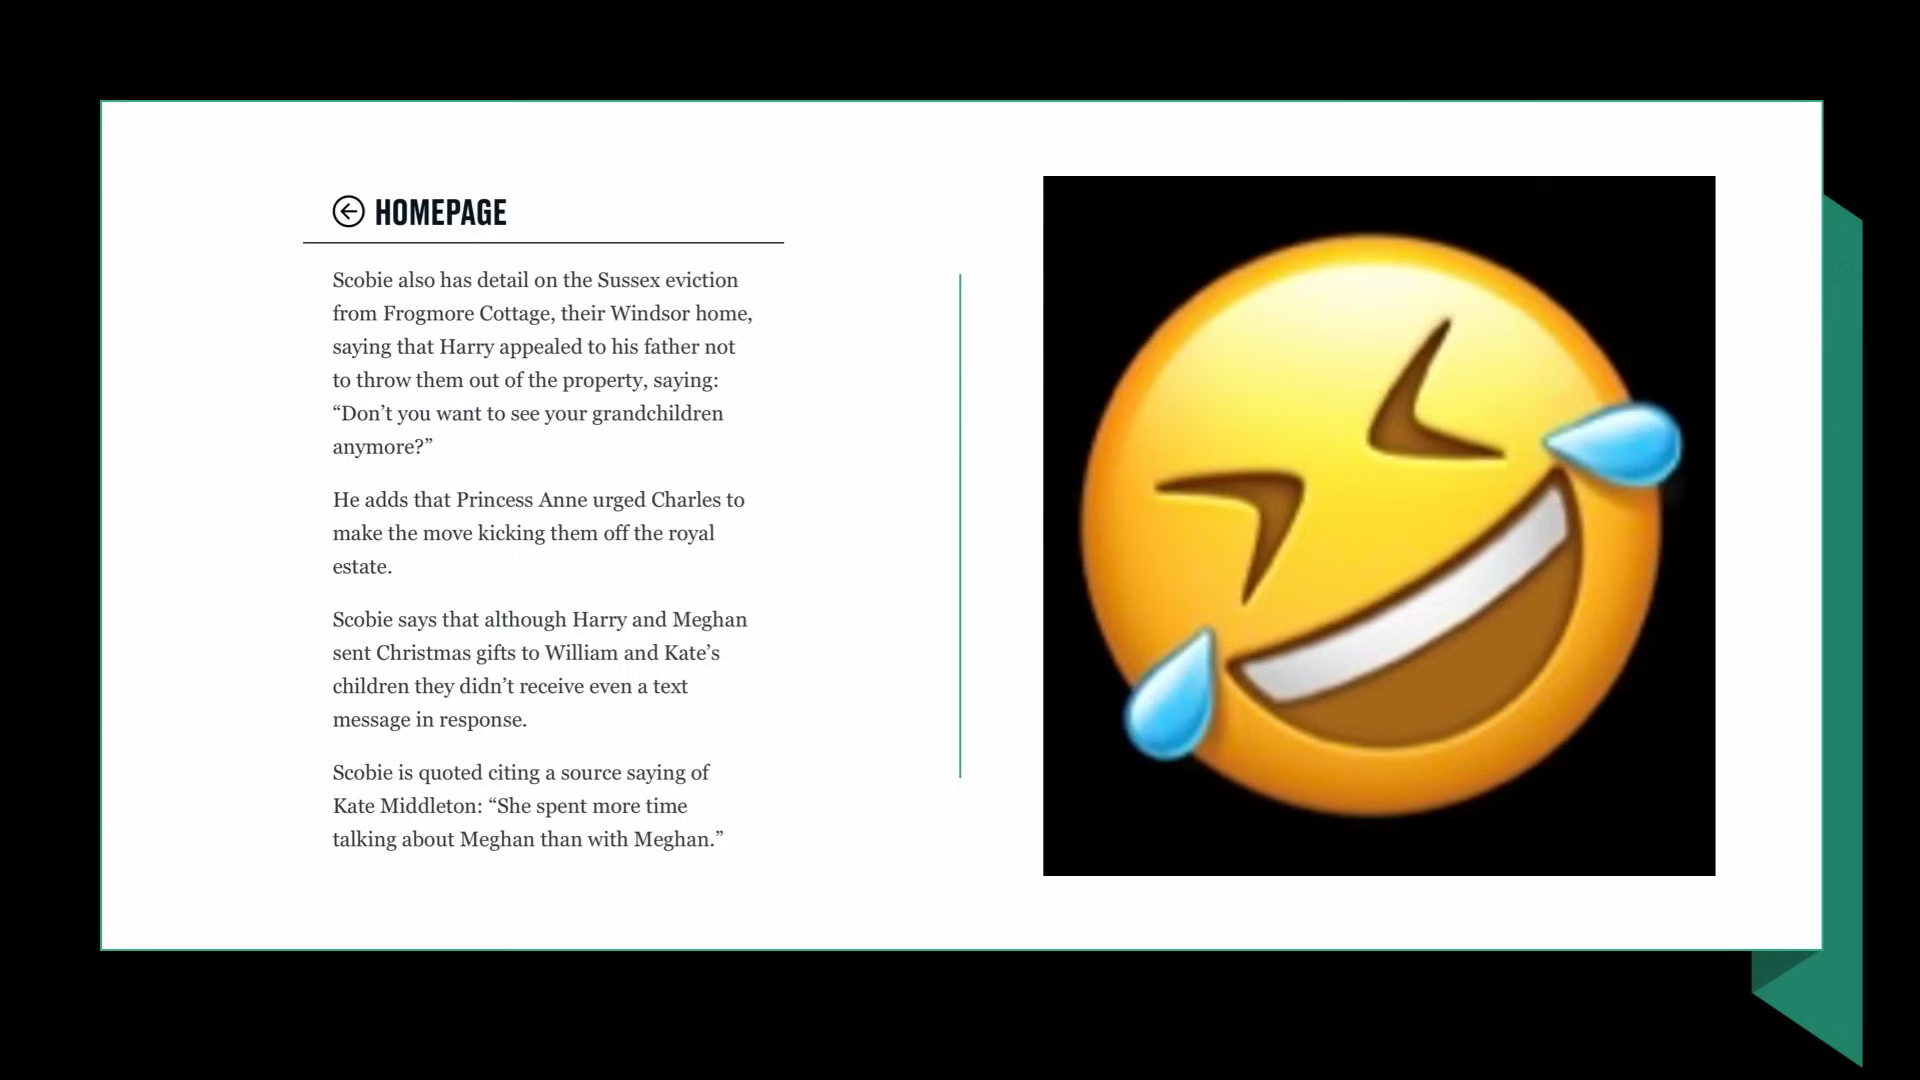 HOMEPAGE
Scobie also has detail on the Sussex eviction
from Frogmore Cottage, their Windsor home,
saying that Harry appealed to his father not
to throw them out of the property, saying:
“Don’t you want to see your grandchildren
anymore?”
He adds that Princess Anne urged Charles to
make the move kicking them off the royal
estate.
Scobie says that although Harry and Meghan
sent Christmas gifts to William and Kate’s
children they didn’t receive even a text
message in response.
Scobie is quoted citing a source saying of
Kate Middleton: “She spent more time
talking about Meghan than with Meghan.”